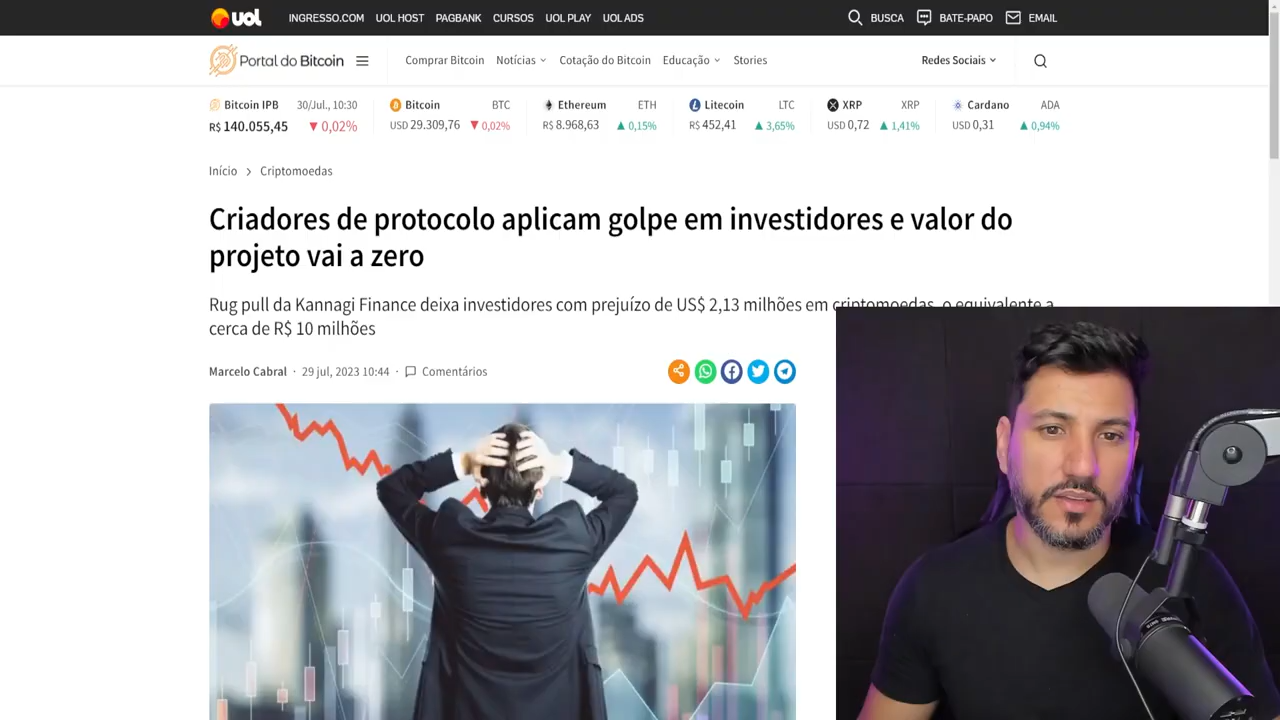 uol INGRESSO.COM UOL HOST PAGBANK CURSOS UOL PLAY UOL ADS BUSCA BATE-PAPO EMAIL
Portal do Bitcoin Comprar Bitcoin Notícias Cotação do Bitcoin Educação Stories Redes Sociais
Bitcoin IPB 30/Jul., 10:30 Bitcoin BTC Ethereum ETH Litecoin LTC XRP XRP Cardano ADA
R$ 140.055,45 ▼ 0,02% USD 29.309,76 ▼ 0,02% R$ 8.968,63 ▲ 0,15% R$ 452,41 ▲ 3,65% USD 0,72 ▲ 1,41% USD 0,31 ▲ 0,94%
Início > Criptomoedas
Criadores de protocolo aplicam golpe em investidores e valor do
projeto vai a zero
Rug pull da Kannagi Finance deixa investidores com prejuízo de US$ 2,13 milhões em criptomoedas, o equivalente a
cerca de R$ 10 milhões
Marcelo Cabral · 29 jul, 2023 10:44 · Comentários